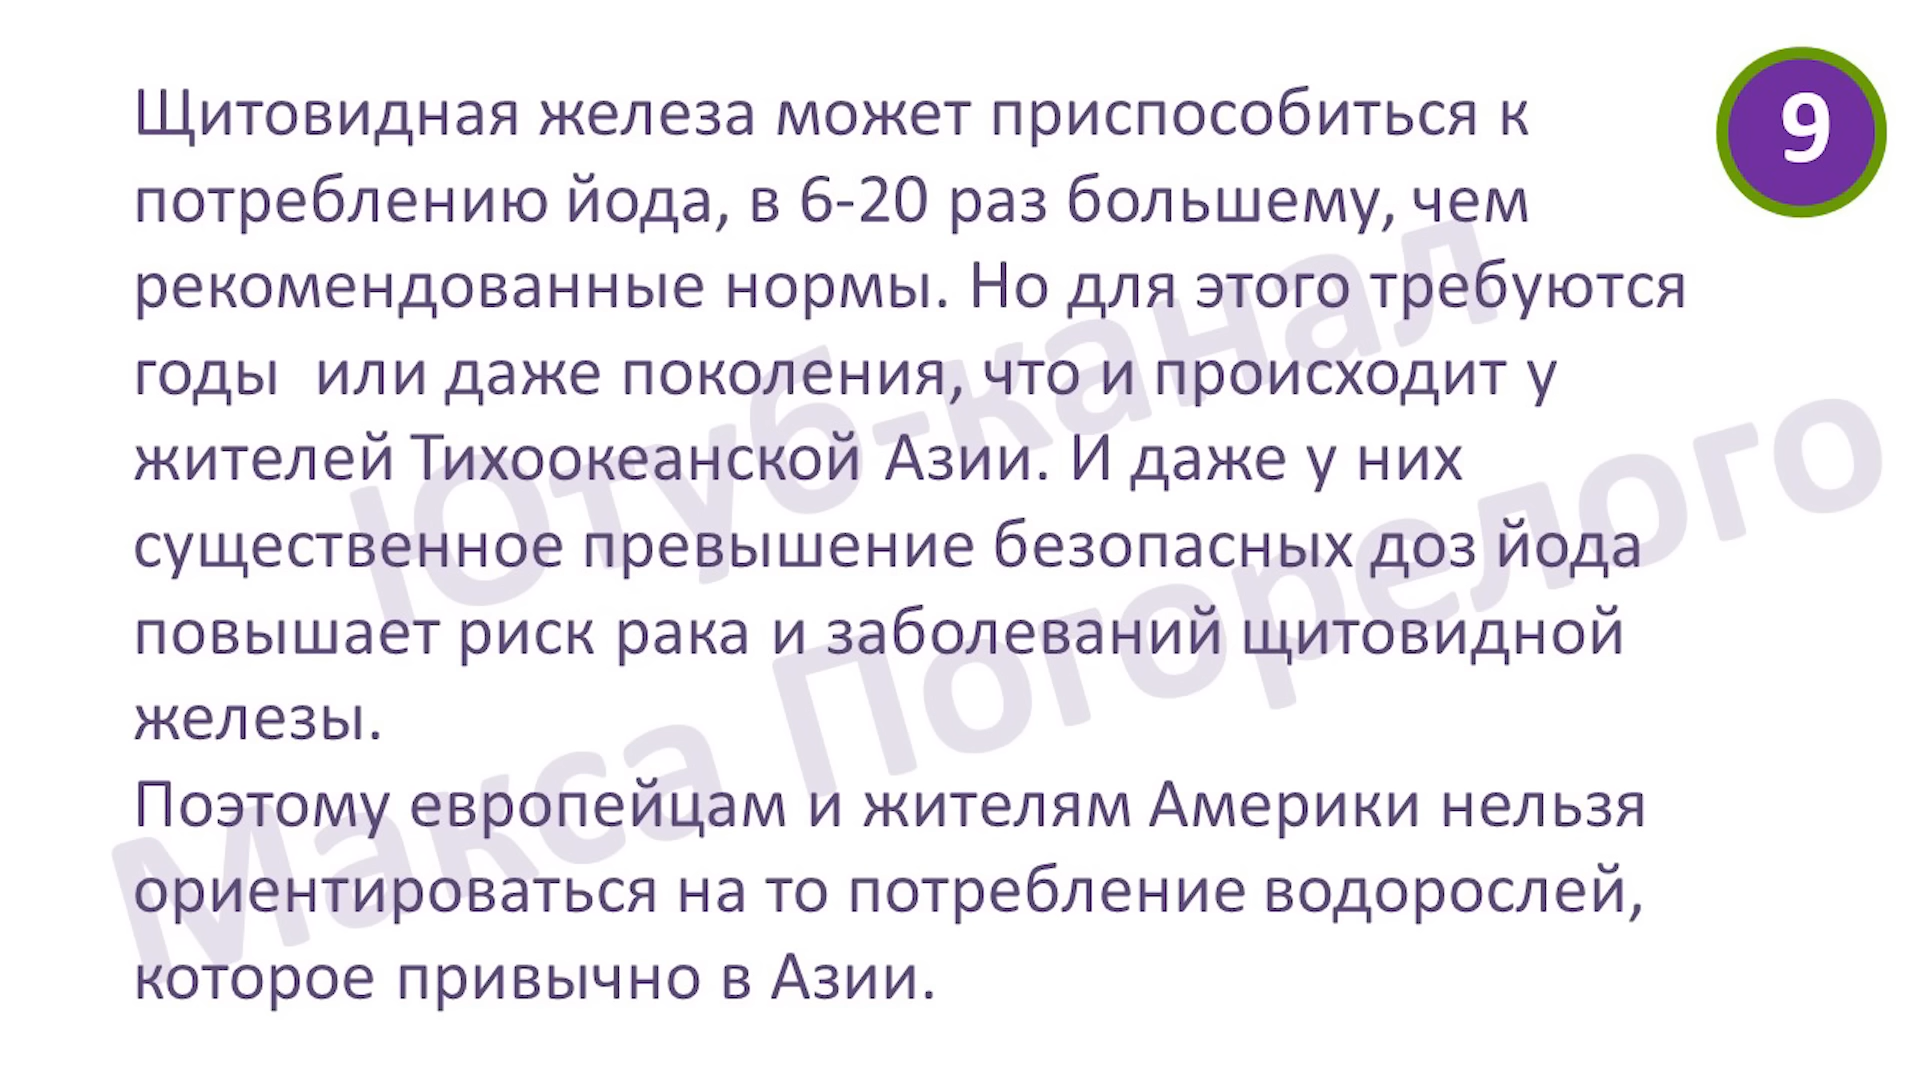 Щитовидная железа может приспособиться к
потреблению йода, в 6-20 раз большему, чем
рекомендованные нормы. Но для этого требуются
годы или даже поколения, что и происходит у
жителей Тихоокеанской Азии. И даже у них
существенное превышение безопасных доз йода
повышает риск рака и заболеваний щитовидной
железы.
Поэтому европейцам и жителям Америки нельзя
ориентироваться на то потребление водорослей,
которое привычно в Азии.
9
Ютуб-канал
Макса Погорелого